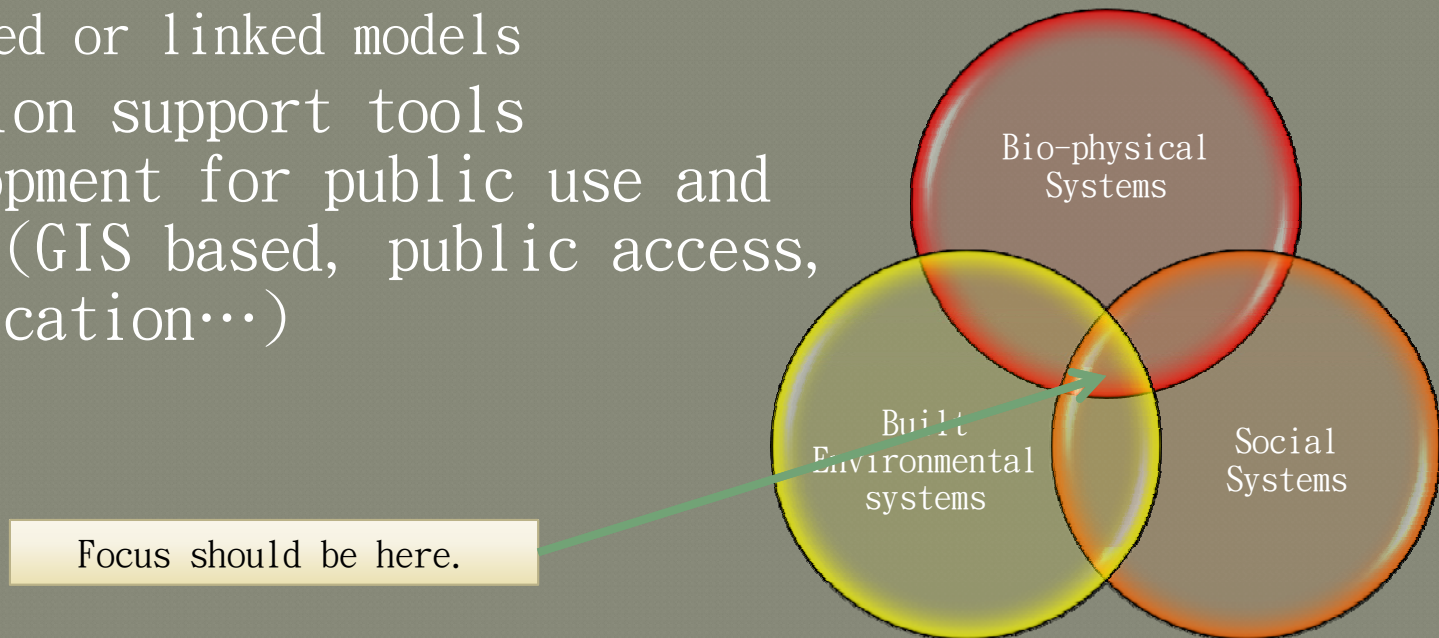 ed or linked models
ion support tools
opment for public use and
(GIS based, public access,
cation…)
Bio-physical
Systems
Built
Environmental
systems
Social
Systems
Focus should be here.